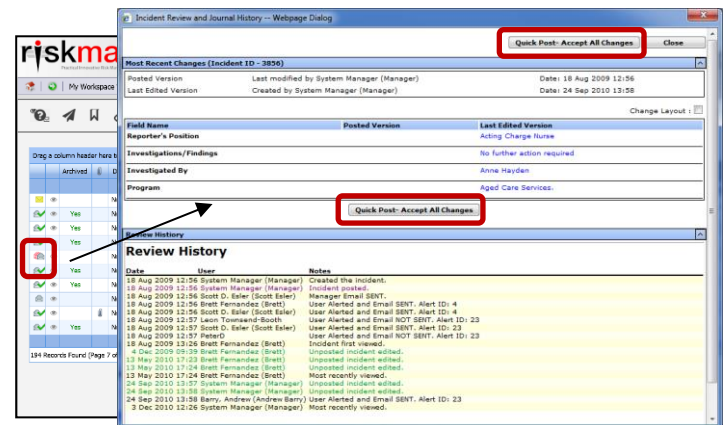 Incident Review and Journal History -- Webpage Dialog
Quick Post- Accept All Changes Close
Most Recent Changes (Incident ID - 3856)
Posted Version Last modified by System Manager (Manager) Date: 18 Aug 2009 12:56
Last Edited Version Created by System Manager (Manager) Date: 24 Sep 2010 13:58
Change Layout :
Field Name Posted Version Last Edited Version
Reporter's Position Acting Charge Nurse
Investigations/Findings No further action required
Investigated By Anne Hayden
Program Aged Care Services.
Quick Post- Accept All Changes
Review History
Review History
Date User Notes
18 Aug 2009 12:56 System Manager (Manager) Created the incident.
18 Aug 2009 12:56 System Manager (Manager) Incident posted.
18 Aug 2009 12:56 Scott D. Esler (Scott Esler) Manager Email SENT.
18 Aug 2009 12:56 Brett Fernandez (Brett) User Alerted and Email SENT. Alert ID: 4
18 Aug 2009 12:56 Scott D. Esler (Scott Esler) User Alerted and Email SENT. Alert ID: 4
18 Aug 2009 12:57 Leon Townsend-Booth User Alerted and Email NOT SENT. Alert ID: 23
18 Aug 2009 12:57 Scott D. Esler (Scott Esler) User Alerted and Email SENT. Alert ID: 23
18 Aug 2009 12:57 PeterD User Alerted and Email NOT SENT. Alert ID: 23
18 Aug 2009 13:26 Brett Fernandez (Brett) Incident first viewed.
4 Dec 2009 09:39 Brett Fernandez (Brett) Unposted incident edited.
13 May 2010 17:23 Brett Fernandez (Brett) Unposted incident edited.
13 May 2010 17:24 Brett Fernandez (Brett) Unposted incident edited.
13 May 2010 17:24 Brett Fernandez (Brett) Most recently viewed.
24 Sep 2010 13:57 System Manager (Manager) Unposted incident edited.
24 Sep 2010 13:58 System Manager (Manager) Unposted incident edited.
24 Sep 2010 13:58 Barry, Andrew (Andrew Barry) User Alerted and Email SENT. Alert ID: 23
3 Dec 2010 12:26 System Manager (Manager) Most recently viewed.
riskma
My Workspace
Drag a column header here t
Archived D
N
Yes N
Yes N
N
Yes N
Yes N
N
N
Yes N
194 Records Found (Page 7 of